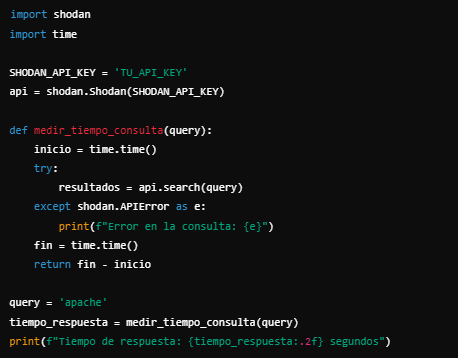 import shodan
import time

SHODAN_API_KEY = 'TU_API_KEY'
api = shodan.Shodan(SHODAN_API_KEY)

def medir_tiempo_consulta(query):
    inicio = time.time()
    try:
        resultados = api.search(query)
    except shodan.APIError as e:
        print(f"Error en la consulta: {e}")
    fin = time.time()
    return fin - inicio

query = 'apache'
tiempo_respuesta = medir_tiempo_consulta(query)
print(f"Tiempo de respuesta: {tiempo_respuesta:.2f} segundos")